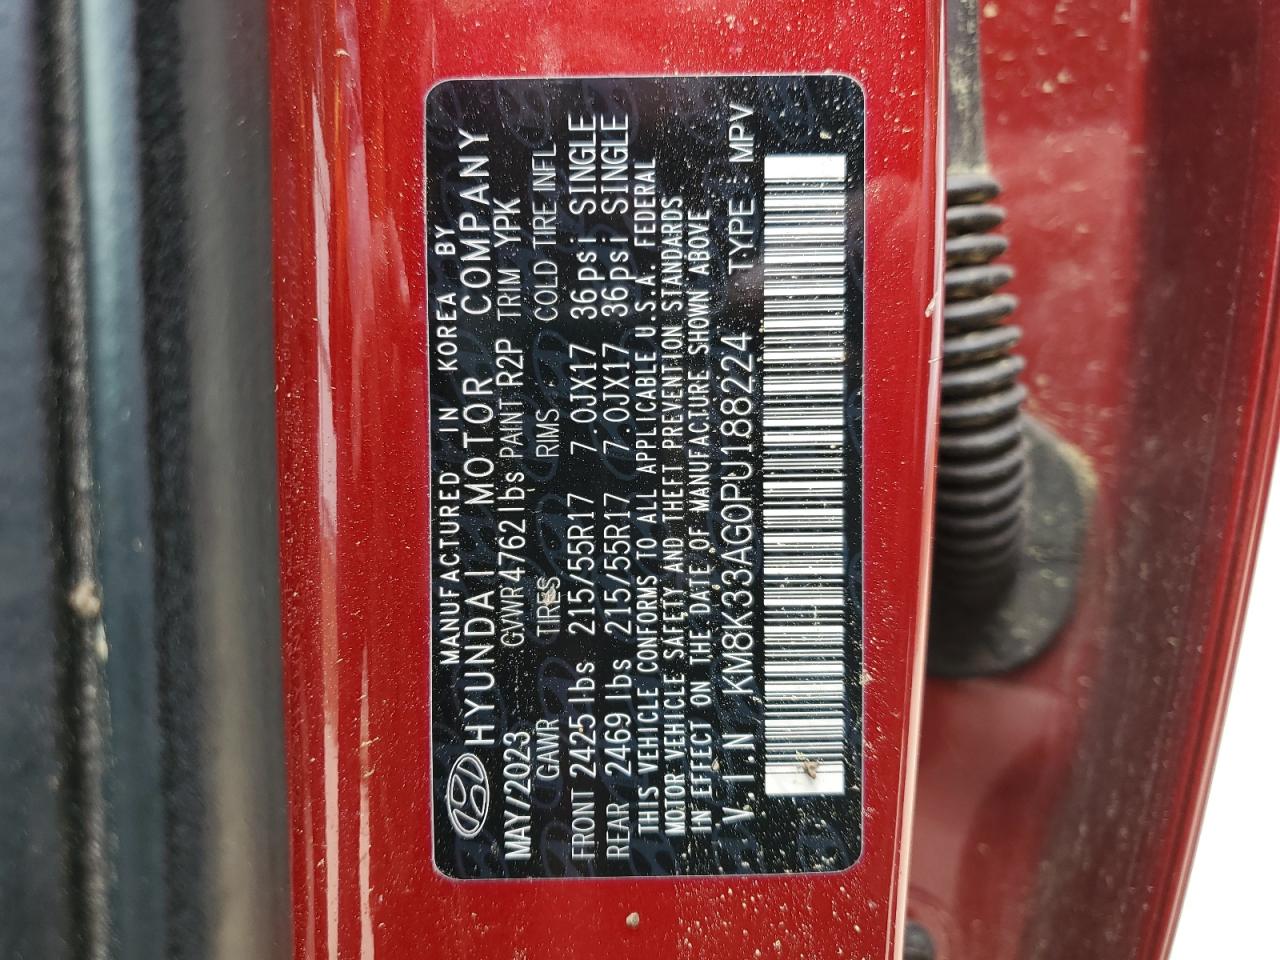 MANUFACTURED IN KOREA BY
HYUNDAI MOTOR COMPANY
MAY/2023 GVWR 4762 lbs PAINT R2P TRIM YPK
GAWR TIRES RIMS COLD TIRE INFL
FRONT 2425 lbs 215/55R17 7.0JX17 36psi SINGLE
REAR 2469 lbs 215/55R17 7.0JX17 36psi SINGLE
THIS VEHICLE CONFORMS TO ALL APPLICABLE U.S.A. FEDERAL
MOTOR VEHICLE SAFETY AND THEFT PREVENTION STANDARDS
IN EFFECT ON THE DATE OF MANUFACTURE SHOWN ABOVE
V.I.N KM8K33AG0PU188224 TYPE: MPV